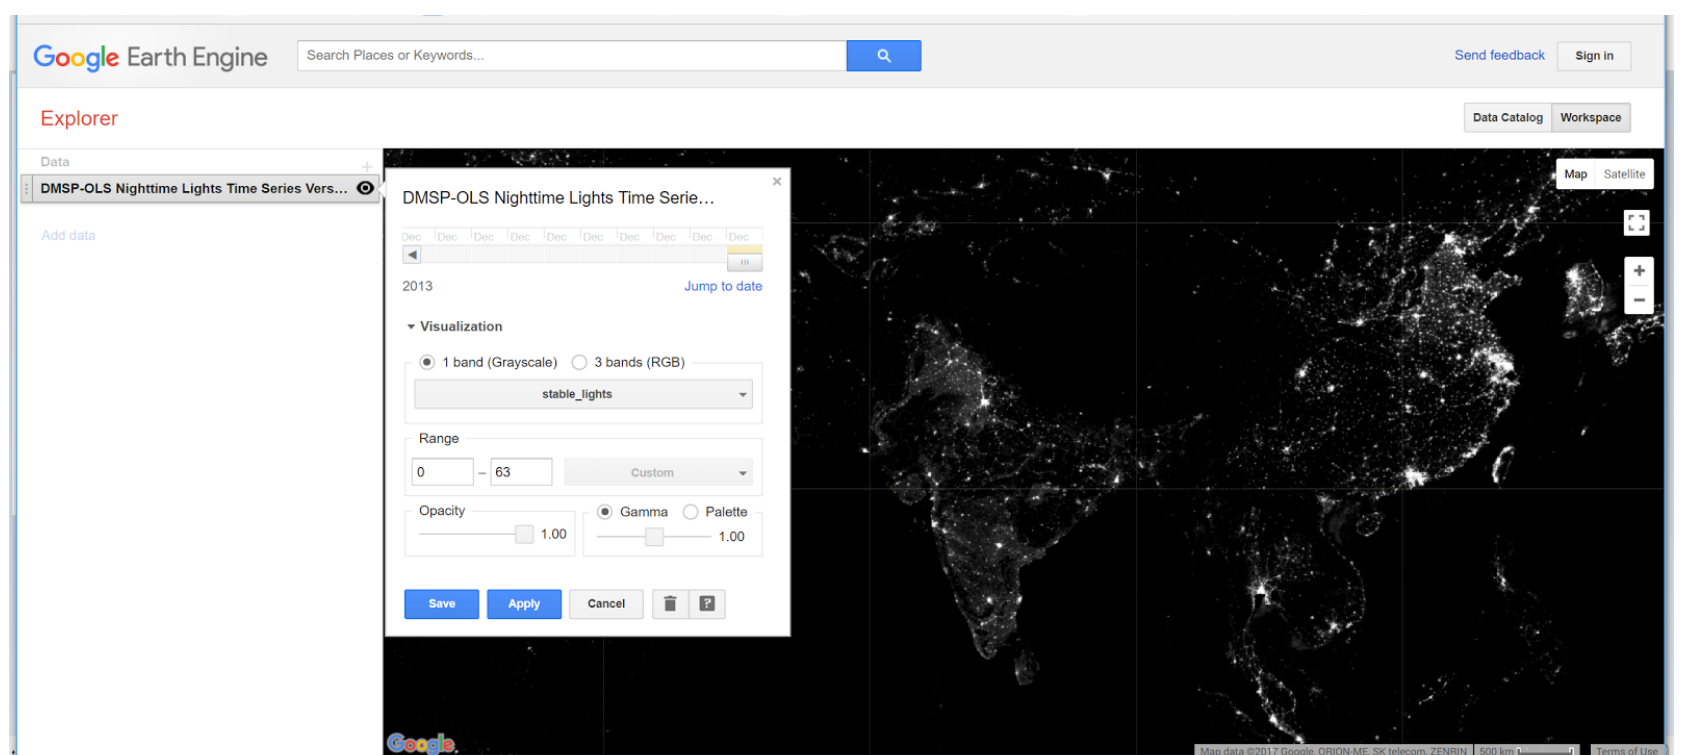 Google Earth Engine
Search Places or Keywords...
Send feedback
Sign in
Explorer
Data Catalog
Workspace
Data
DMSP-OLS Nighttime Lights Time Series Vers...
Add data
DMSP-OLS Nighttime Lights Time Serie...
Dec Dec Dec Dec Dec Dec Dec Dec Dec Dec
2013
Jump to date
Visualization
1 band (Grayscale) 3 bands (RGB)
stable_lights
Range
0 – 63 Custom
Opacity
1.00
Gamma Palette
1.00
Save
Apply
Cancel
?
Map Satellite
+
−
Google
Map data ©2017 Google, ORION-ME, SK telecom, ZENRIN
500 km
Terms of Use